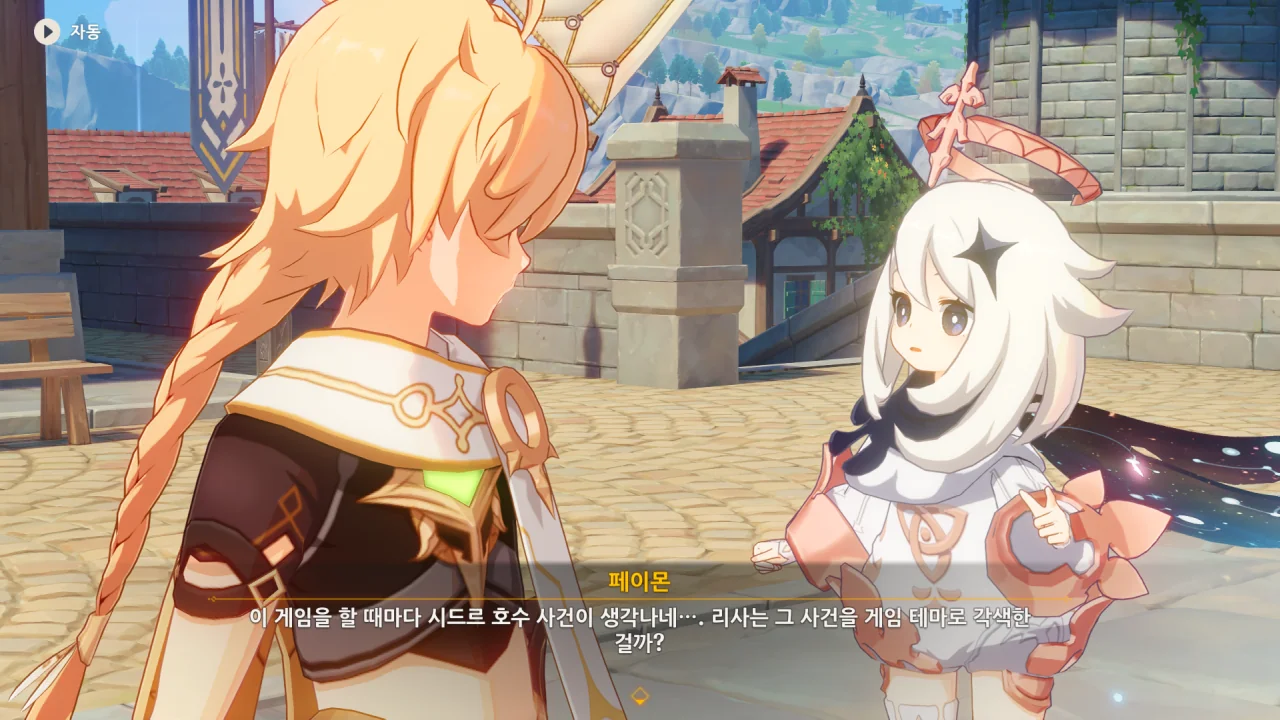 자동
페이몬
이 게임을 할 때마다 시드르 호수 사건이 생각나네…. 리사는 그 사건을 게임 테마로 각색한
걸까?